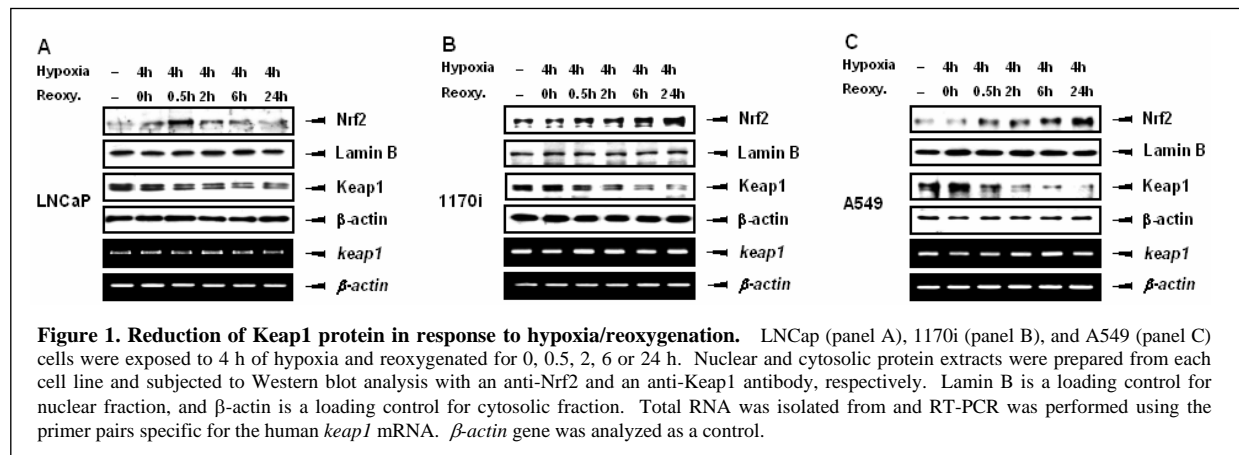 A
Hypoxia – 4h 4h 4h 4h 4h
Reoxy. – 0h 0.5h 2h 6h 24h
Nrf2
Lamin B
Keap1
LNCaP
β-actin
keap1
β-actin
B
Hypoxia – 4h 4h 4h 4h 4h
Reoxy. – 0h 0.5h 2h 6h 24h
Nrf2
Lamin B
Keap1
1170i
β-actin
keap1
β-actin
C
Hypoxia – 4h 4h 4h 4h 4h
Reoxy. – 0h 0.5h 2h 6h 24h
Nrf2
Lamin B
Keap1
A549
β-actin
keap1
β-actin
Figure 1. Reduction of Keap1 protein in response to hypoxia/reoxygenation. LNCap (panel A), 1170i (panel B), and A549 (panel C)
cells were exposed to 4 h of hypoxia and reoxygenated for 0, 0.5, 2, 6 or 24 h. Nuclear and cytosolic protein extracts were prepared from each
cell line and subjected to Western blot analysis with an anti-Nrf2 and an anti-Keap1 antibody, respectively. Lamin B is a loading control for
nuclear fraction, and β-actin is a loading control for cytosolic fraction. Total RNA was isolated from and RT-PCR was performed using the
primer pairs specific for the human keap1 mRNA. β-actin gene was analyzed as a control.